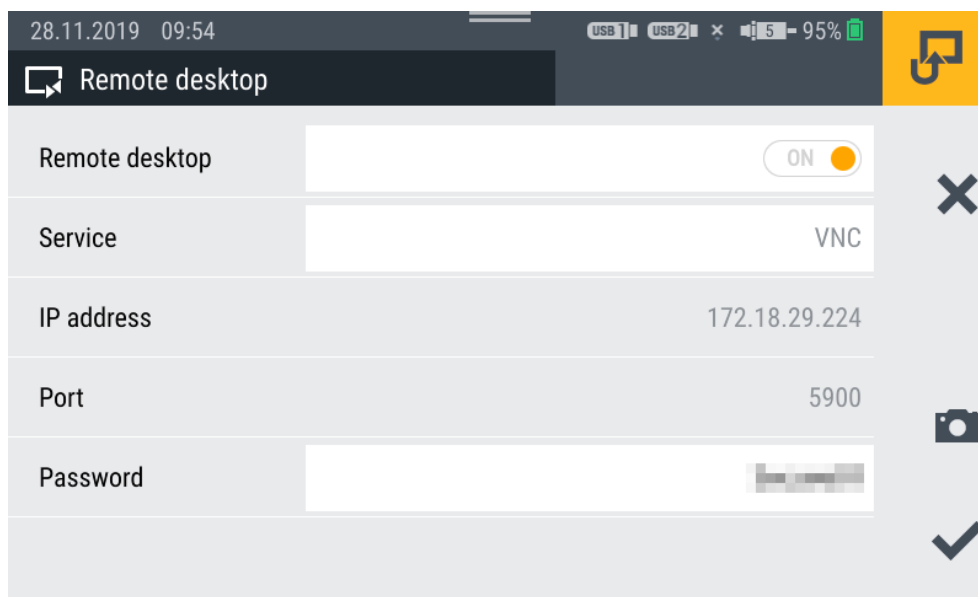 28.11.2019 09:54 USB 1 USB 2 5 95%
Remote desktop
Remote desktop ON
Service VNC
IP address 172.18.29.224
Port 5900
Password